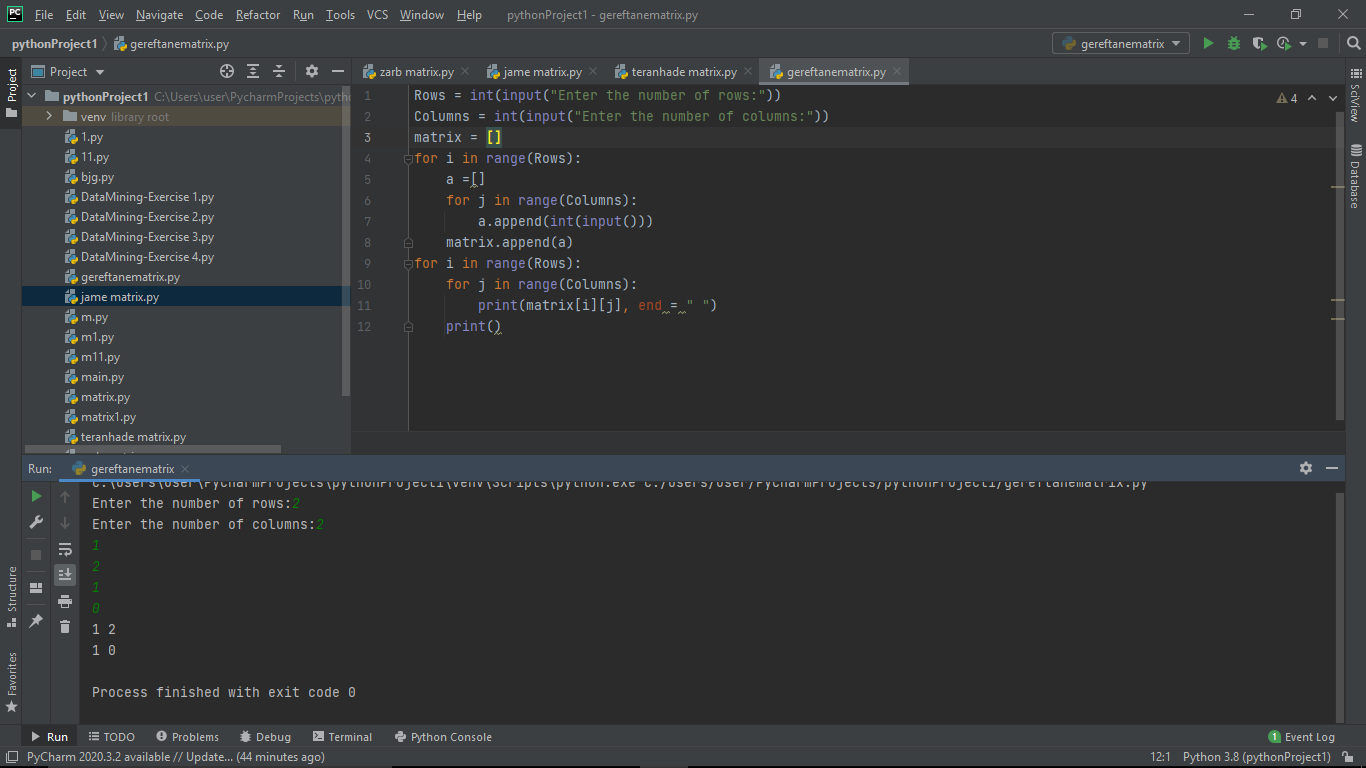 File Edit View Navigate Code Refactor Run Tools VCS Window Help pythonProject1 - gereftanematrix.py
pythonProject1 gereftanematrix.py gereftanematrix
Project
Project
pythonProject1 C:\Users\user\PycharmProjects\pytho
venv library root
1.py
11.py
bjg.py
DataMining-Exercise 1.py
DataMining-Exercise 2.py
DataMining-Exercise 3.py
DataMining-Exercise 4.py
gereftanematrix.py
jame matrix.py
m.py
m1.py
m11.py
main.py
matrix.py
matrix1.py
teranhade matrix.py
zarb matrix.py jame matrix.py teranhade matrix.py gereftanematrix.py
1 Rows = int(input("Enter the number of rows:"))
2 Columns = int(input("Enter the number of columns:"))
3 matrix = []
4 for i in range(Rows):
5 a =[]
6 for j in range(Columns):
7 a.append(int(input()))
8 matrix.append(a)
9 for i in range(Rows):
10 for j in range(Columns):
11 print(matrix[i][j], end = " ")
12 print()
4
SciView
Database
Run: gereftanematrix
C:\Users\user\PycharmProjects\pythonProject1\venv\Scripts\python.exe C:/Users/user/PycharmProjects/pythonProject1/gereftanematrix.py
Enter the number of rows:2
Enter the number of columns:2
1
2
1
0
1 2
1 0
Process finished with exit code 0
Structure
Favorites
Run TODO Problems Debug Terminal Python Console 1 Event Log
PyCharm 2020.3.2 available // Update... (44 minutes ago) 12:1 Python 3.8 (pythonProject1)